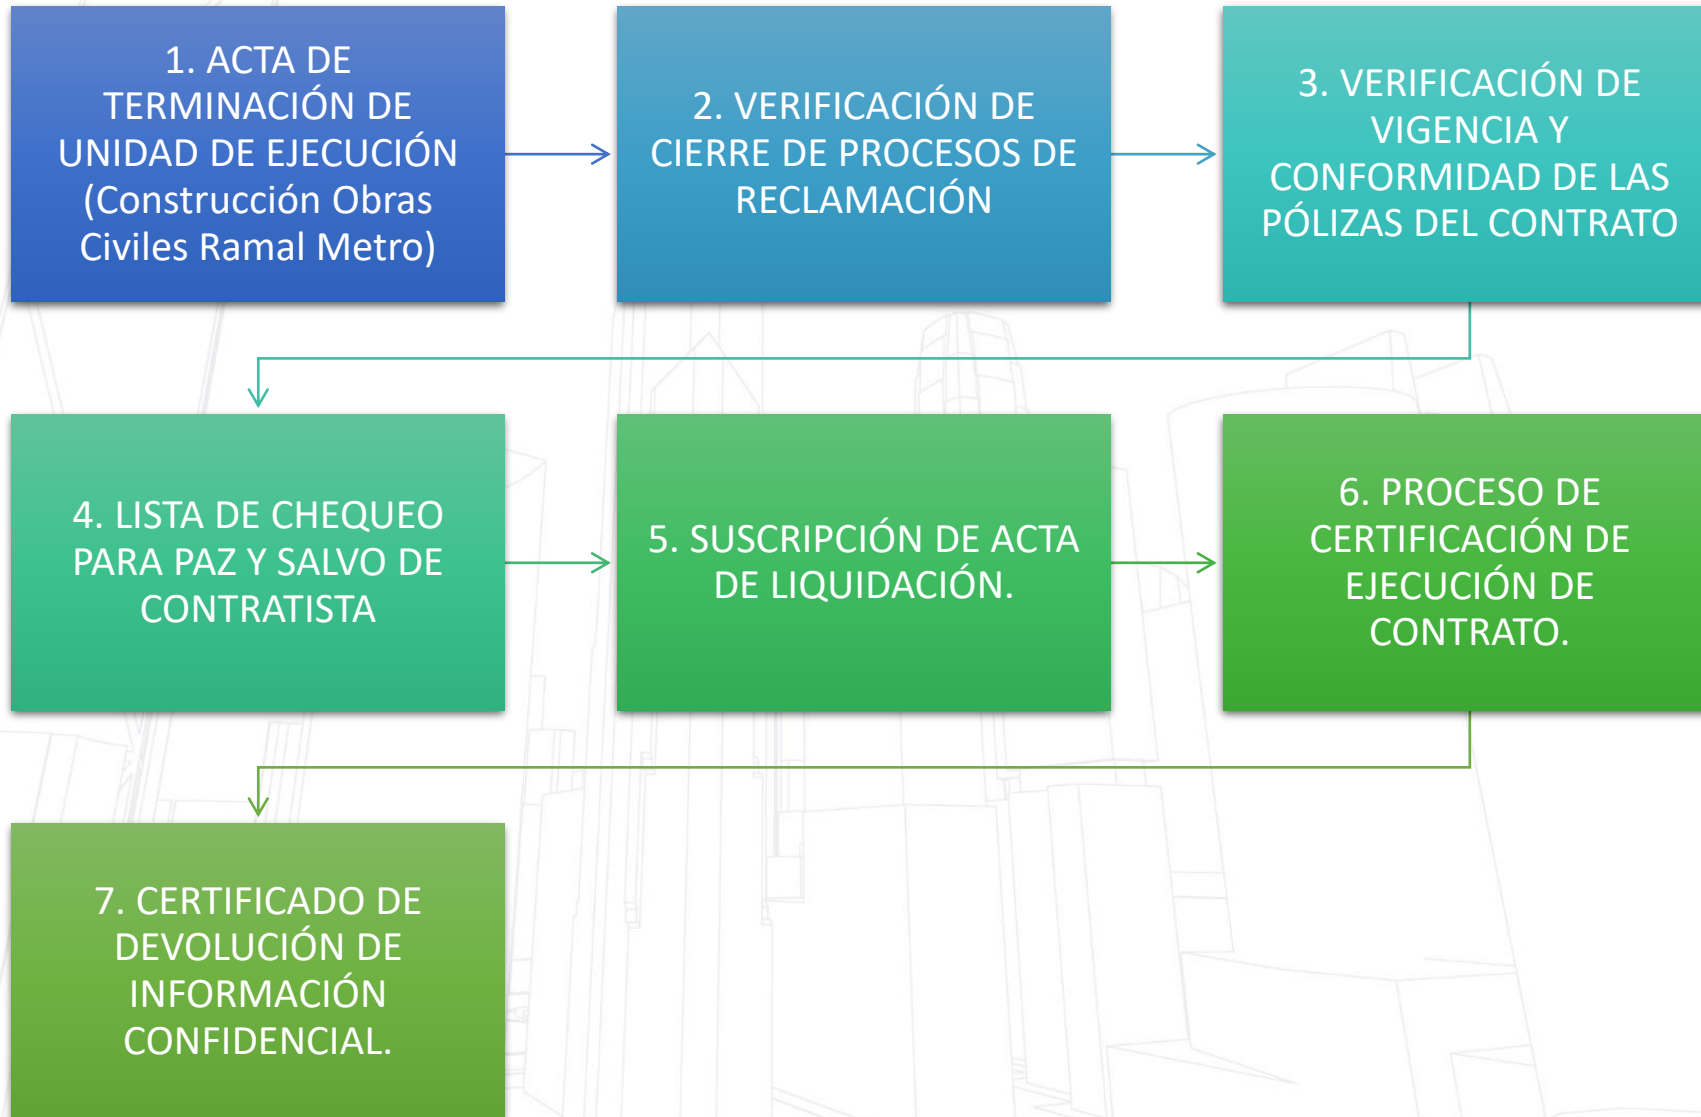 1. ACTA DE
TERMINACIÓN DE
UNIDAD DE EJECUCIÓN
(Construcción Obras
Civiles Ramal Metro)
2. VERIFICACIÓN DE
CIERRE DE PROCESOS DE
RECLAMACIÓN
3. VERIFICACIÓN DE
VIGENCIA Y
CONFORMIDAD DE LAS
PÓLIZAS DEL CONTRATO
4. LISTA DE CHEQUEO
PARA PAZ Y SALVO DE
CONTRATISTA
5. SUSCRIPCIÓN DE ACTA
DE LIQUIDACIÓN.
6. PROCESO DE
CERTIFICACIÓN DE
EJECUCIÓN DE
CONTRATO.
7. CERTIFICADO DE
DEVOLUCIÓN DE
INFORMACIÓN
CONFIDENCIAL.